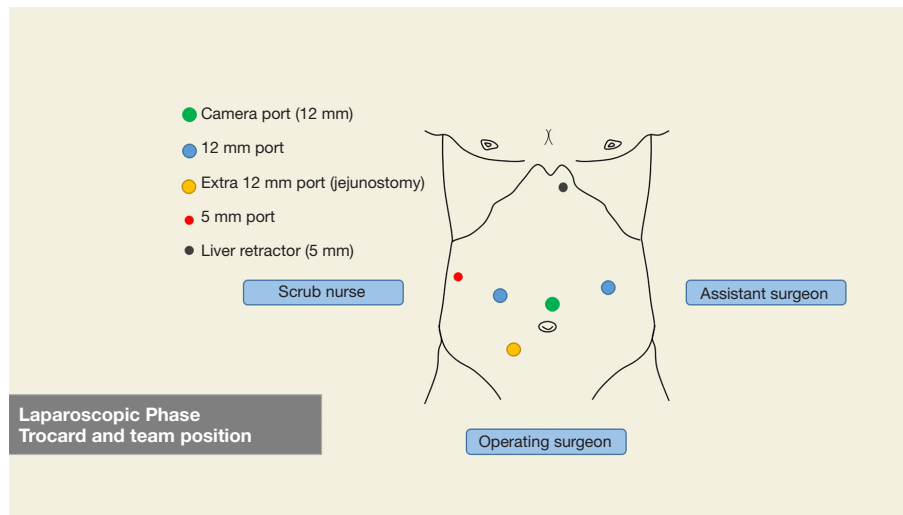 Camera port (12 mm)
12 mm port
Extra 12 mm port (jejunostomy)
5 mm port
Liver retractor (5 mm)
Scrub nurse
Assistant surgeon
Laparoscopic Phase
Trocard and team position
Operating surgeon